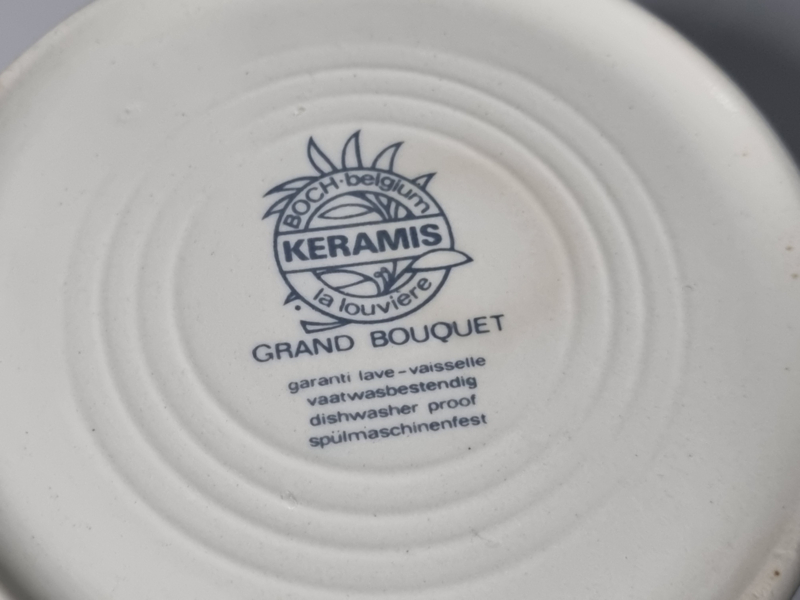 BOCH·belgium
KERAMIS
la louvière
GRAND BOUQUET
garanti lave-vaisselle
vaatwasbestendig
dishwasher proof
spülmaschinenfest